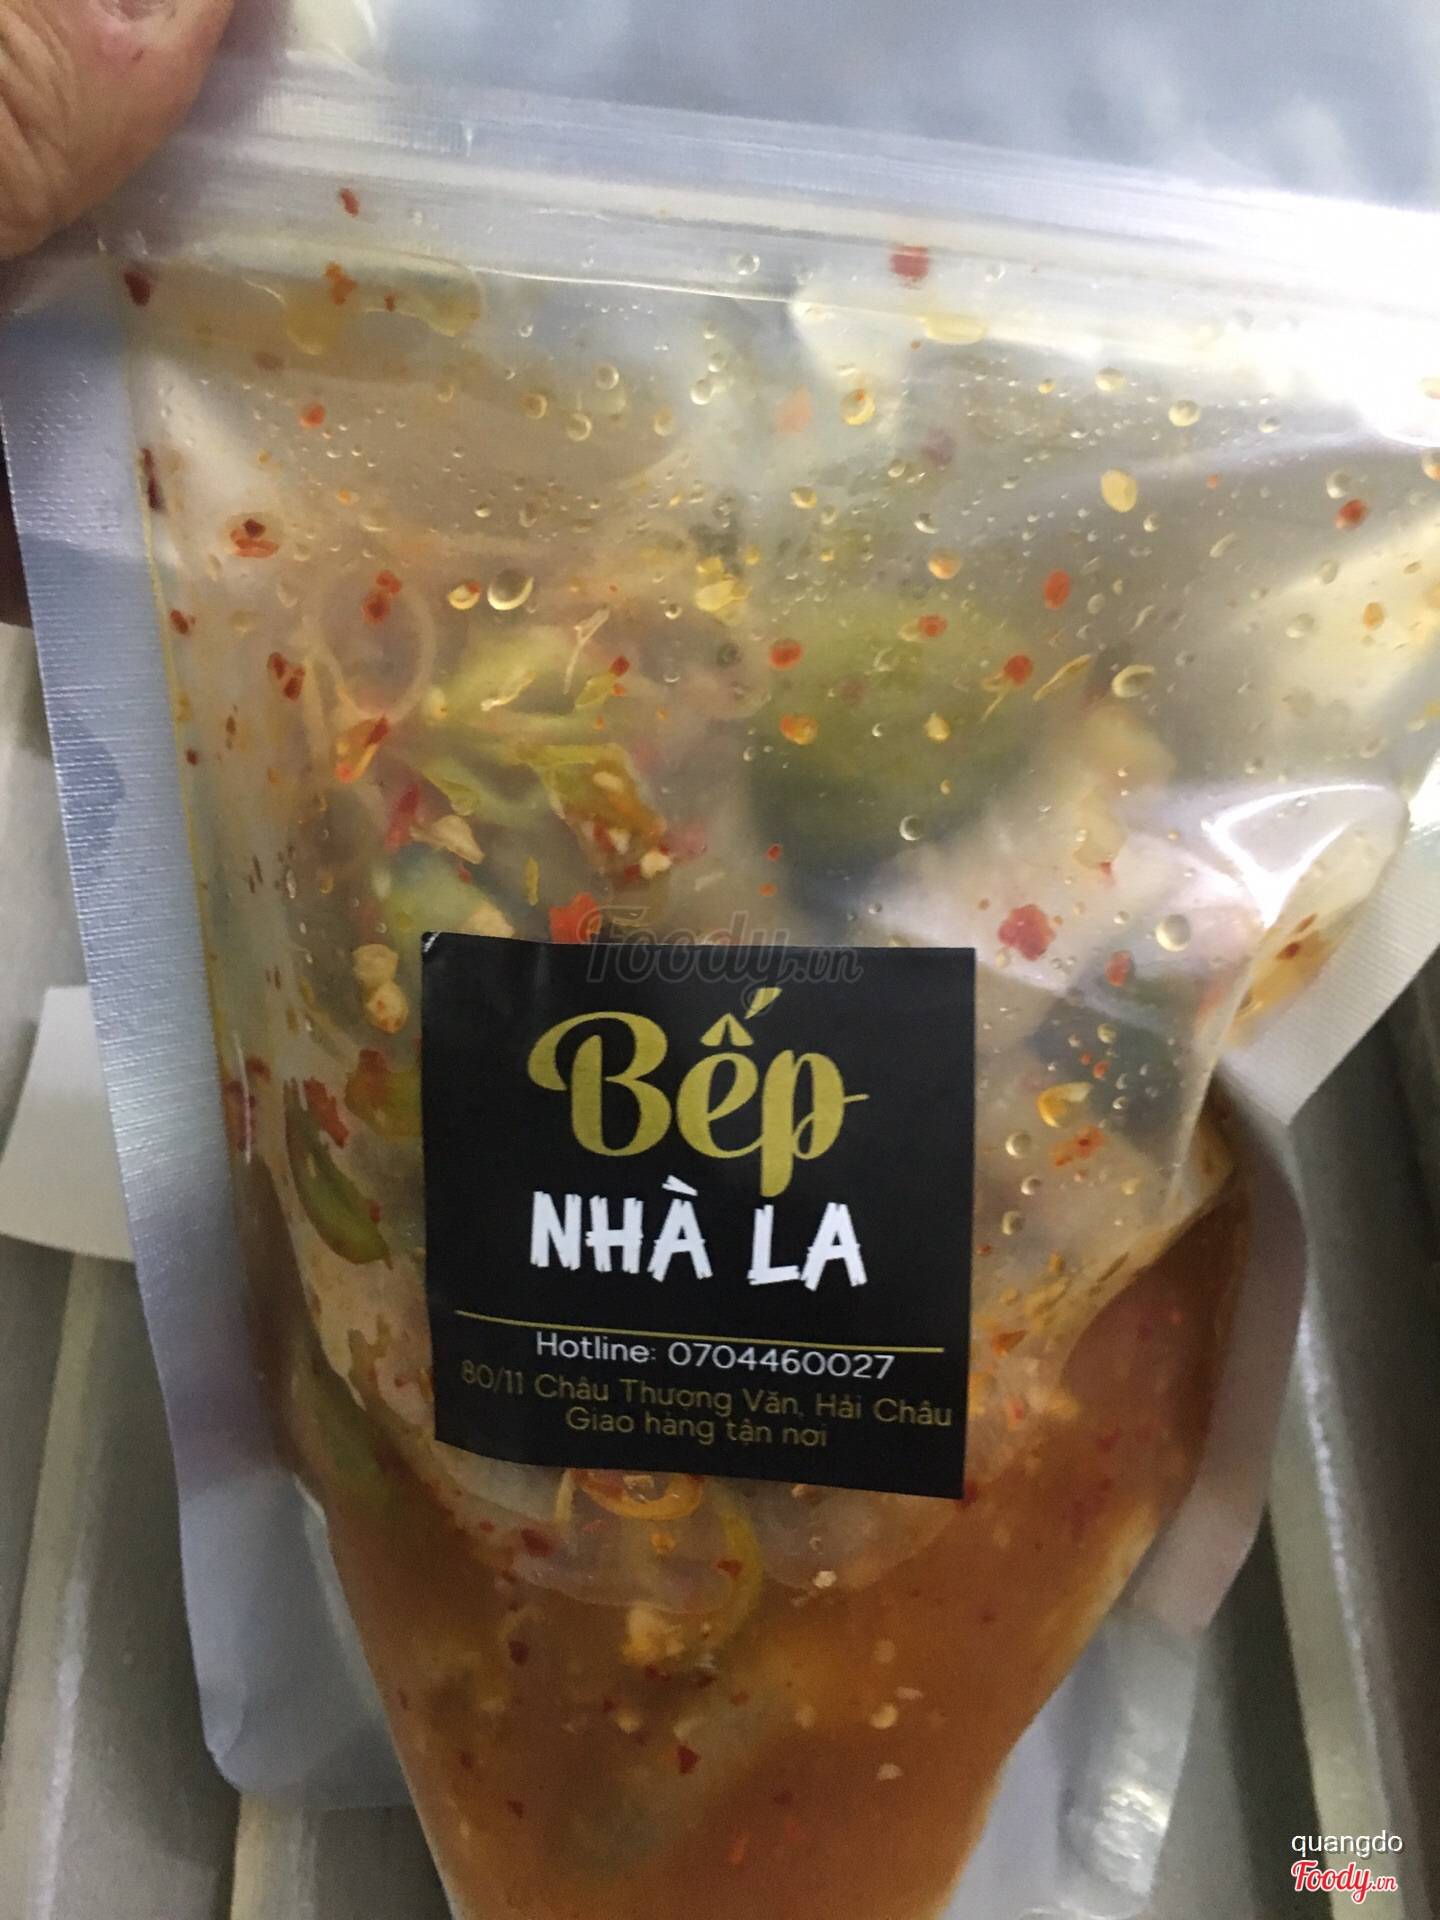 Foody.vn
Bếp
NHÀ LA
Hotline: 0704460027
80/11 Châu Thượng Văn, Hải Châu
Giao hàng tận nơi
quangdo
Foody.vn